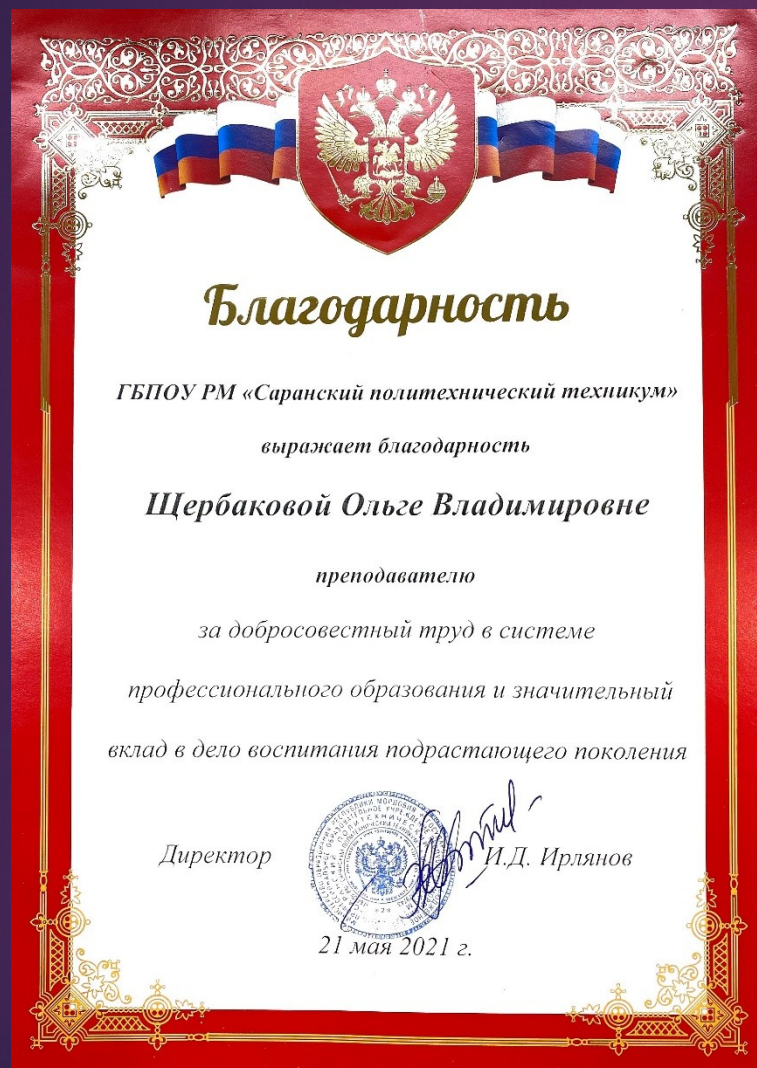 Благодарность
ГБПОУ РМ «Саранский политехнический техникум»
выражает благодарность
Щербаковой Ольге Владимировне
преподавателю
за добросовестный труд в системе
профессионального образования и значительный
вклад в дело воспитания подрастающего поколения
Директор И.Д. Ирлянов
21 мая 2021 г.